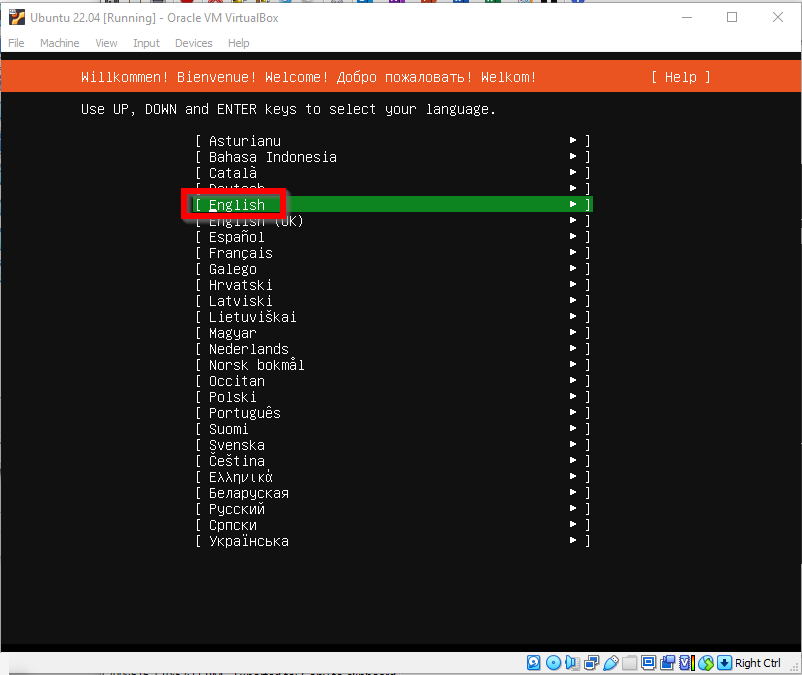 Ubuntu 22.04 [Running] - Oracle VM VirtualBox
File Machine View Input Devices Help
Willkommen! Bienvenue! Welcome! Добро пожаловать! Welkom! [ Help ]
Use UP, DOWN and ENTER keys to select your language.
[ Asturianu ► ]
[ Bahasa Indonesia ► ]
[ Català ► ]
[ Deutsch ► ]
[ English ► ]
[ English (UK) ► ]
[ Español ► ]
[ Français ► ]
[ Galego ► ]
[ Hrvatski ► ]
[ Latviski ► ]
[ Lietuviškai ► ]
[ Magyar ► ]
[ Nederlands ► ]
[ Norsk bokmål ► ]
[ Occitan ► ]
[ Polski ► ]
[ Português ► ]
[ Suomi ► ]
[ Svenska ► ]
[ Čeština ► ]
[ Ελληνικά ► ]
[ Беларуская ► ]
[ Русский ► ]
[ Српски ► ]
[ Українська ► ]
Right Ctrl